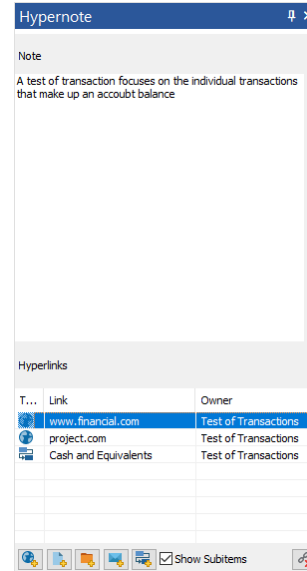 Hypernote
Note
A test of transaction focuses on the individual transactions
that make up an accoubt balance
Hyperlinks
T... Link Owner
www.financial.com Test of Transactions
project.com Test of Transactions
Cash and Equivalents Test of Transactions
Show Subitems